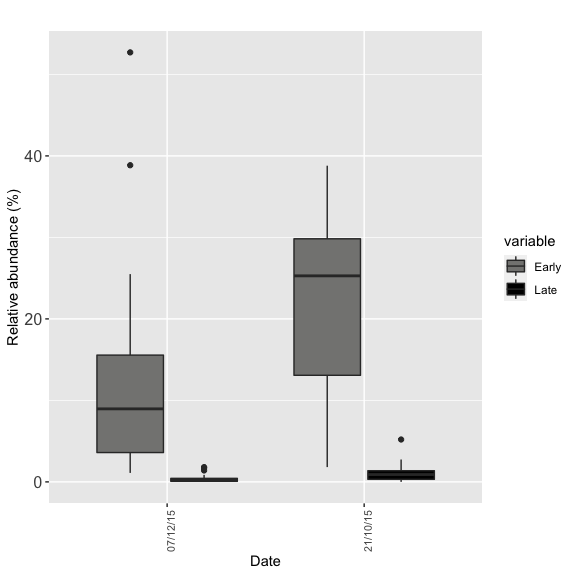 40
20
0
Relative abundance (%)
07/12/15
21/10/15
Date
variable
Early
Late